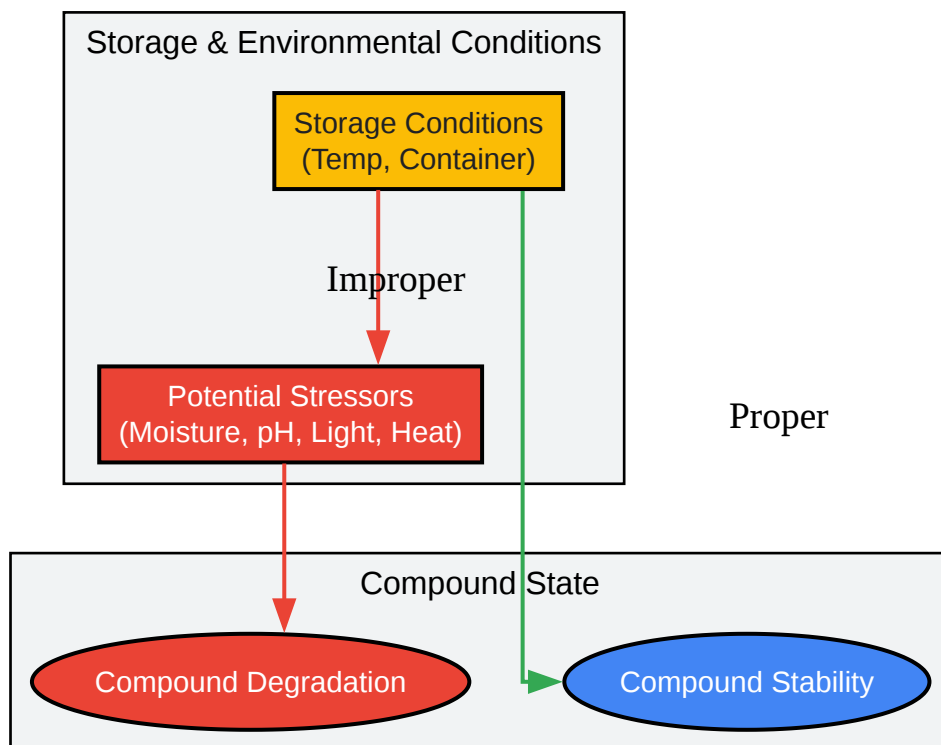 Storage & Environmental Conditions
Storage Conditions
(Temp, Container)
Improper
Potential Stressors
(Moisture, pH, Light, Heat)
Proper
Compound State
Compound Degradation
Compound Stability